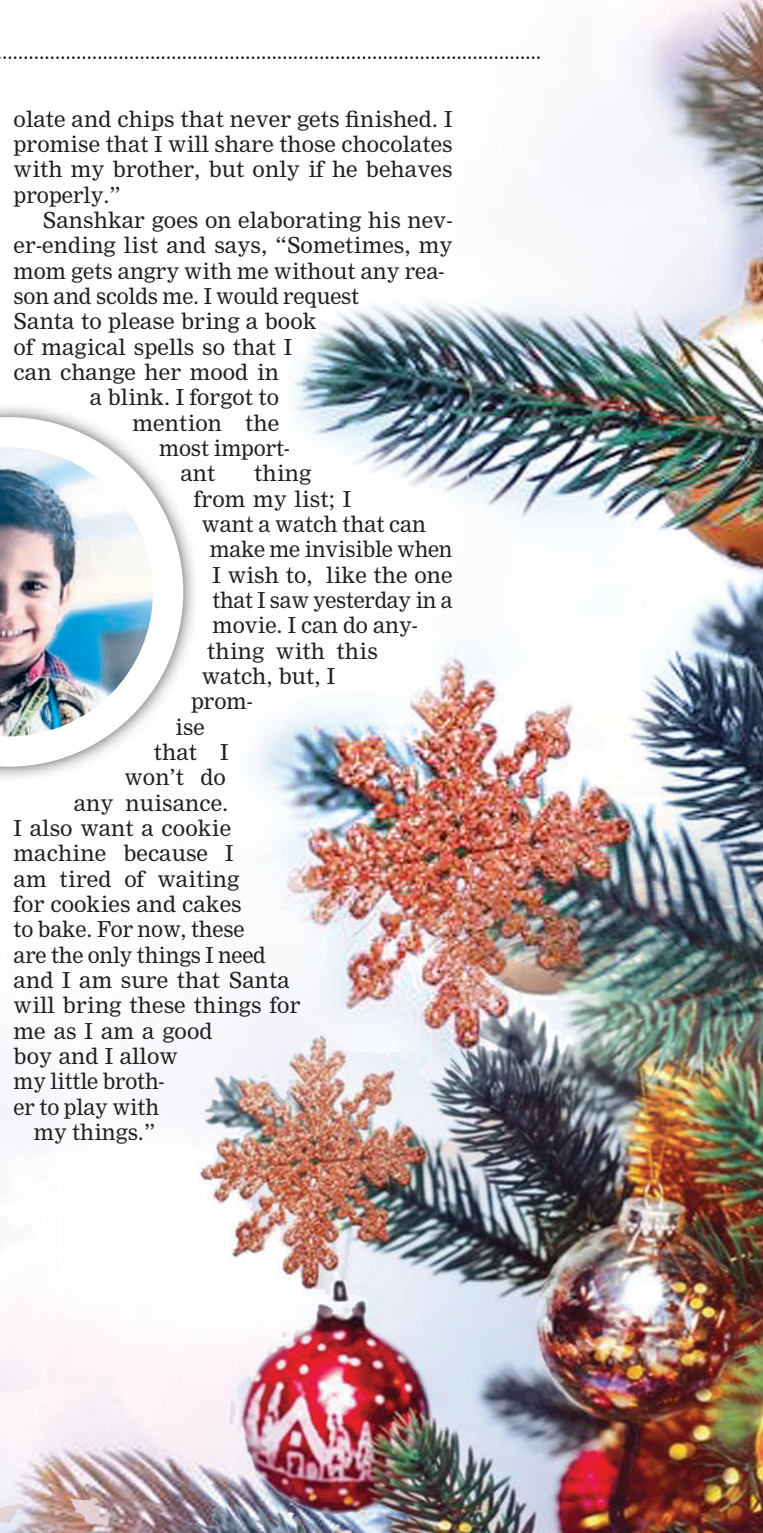 olate and chips that never gets finished. I
promise that I will share those chocolates
with my brother, but only if he behaves
properly.”
Sanshkar goes on elaborating his nev-
er-ending list and says, “Sometimes, my
mom gets angry with me without any rea-
son and scolds me. I would request
Santa to please bring a book
of magical spells so that I
can change her mood in
a blink. I forgot to
mention the
most import-
ant thing
from my list; I
want a watch that can
make me invisible when
I wish to, like the one
that I saw yesterday in a
movie. I can do any-
thing with this
watch, but, I
prom-
ise
that I
won’t do
any nuisance.
I also want a cookie
machine because I
am tired of waiting
for cookies and cakes
to bake. For now, these
are the only things I need
and I am sure that Santa
will bring these things for
me as I am a good
boy and I allow
my little broth-
er to play with
my things.”